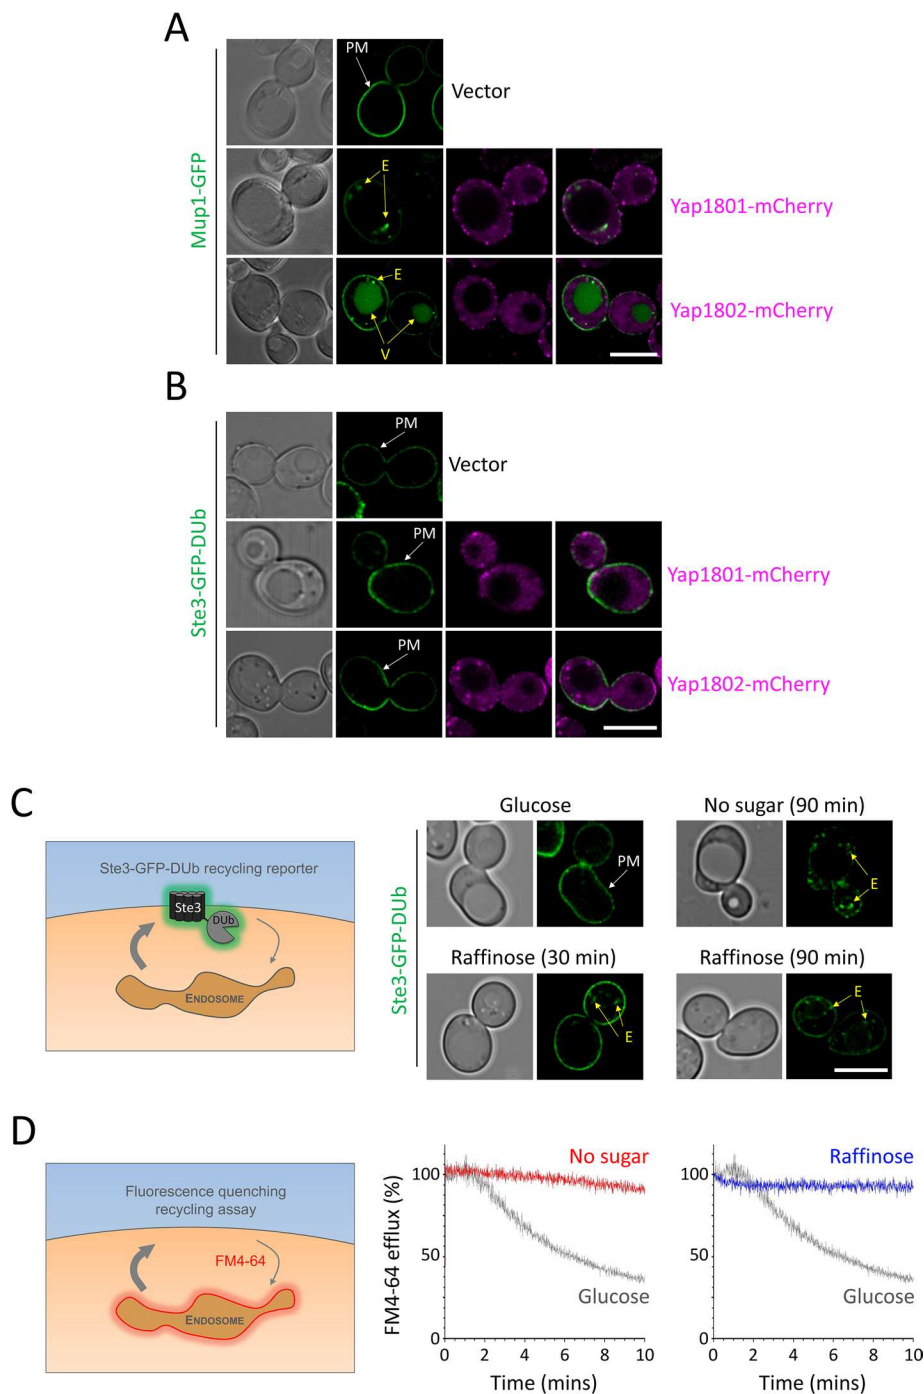 A
Mup1-GFP
PM
Vector
E
Yap1801-mCherry
E
V
Yap1802-mCherry
B
Ste3-GFP-DUb
PM
Vector
PM
Yap1801-mCherry
PM
Yap1802-mCherry
C
Ste3-GFP-DUb recycling reporter
Ste3
DUb
ENDOSOME
Ste3-GFP-DUb
Glucose
PM
No sugar (90 min)
E
Raffinose (30 min)
E
Raffinose (90 min)
E
D
Fluorescence quenching
recycling assay
FM4-64
ENDOSOME
FM4-64 efflux (%)
100
50
0
No sugar
Glucose
0 2 4 6 8 10
Time (mins)
100
50
0
Raffinose
Glucose
0 2 4 6 8 10
Time (mins)